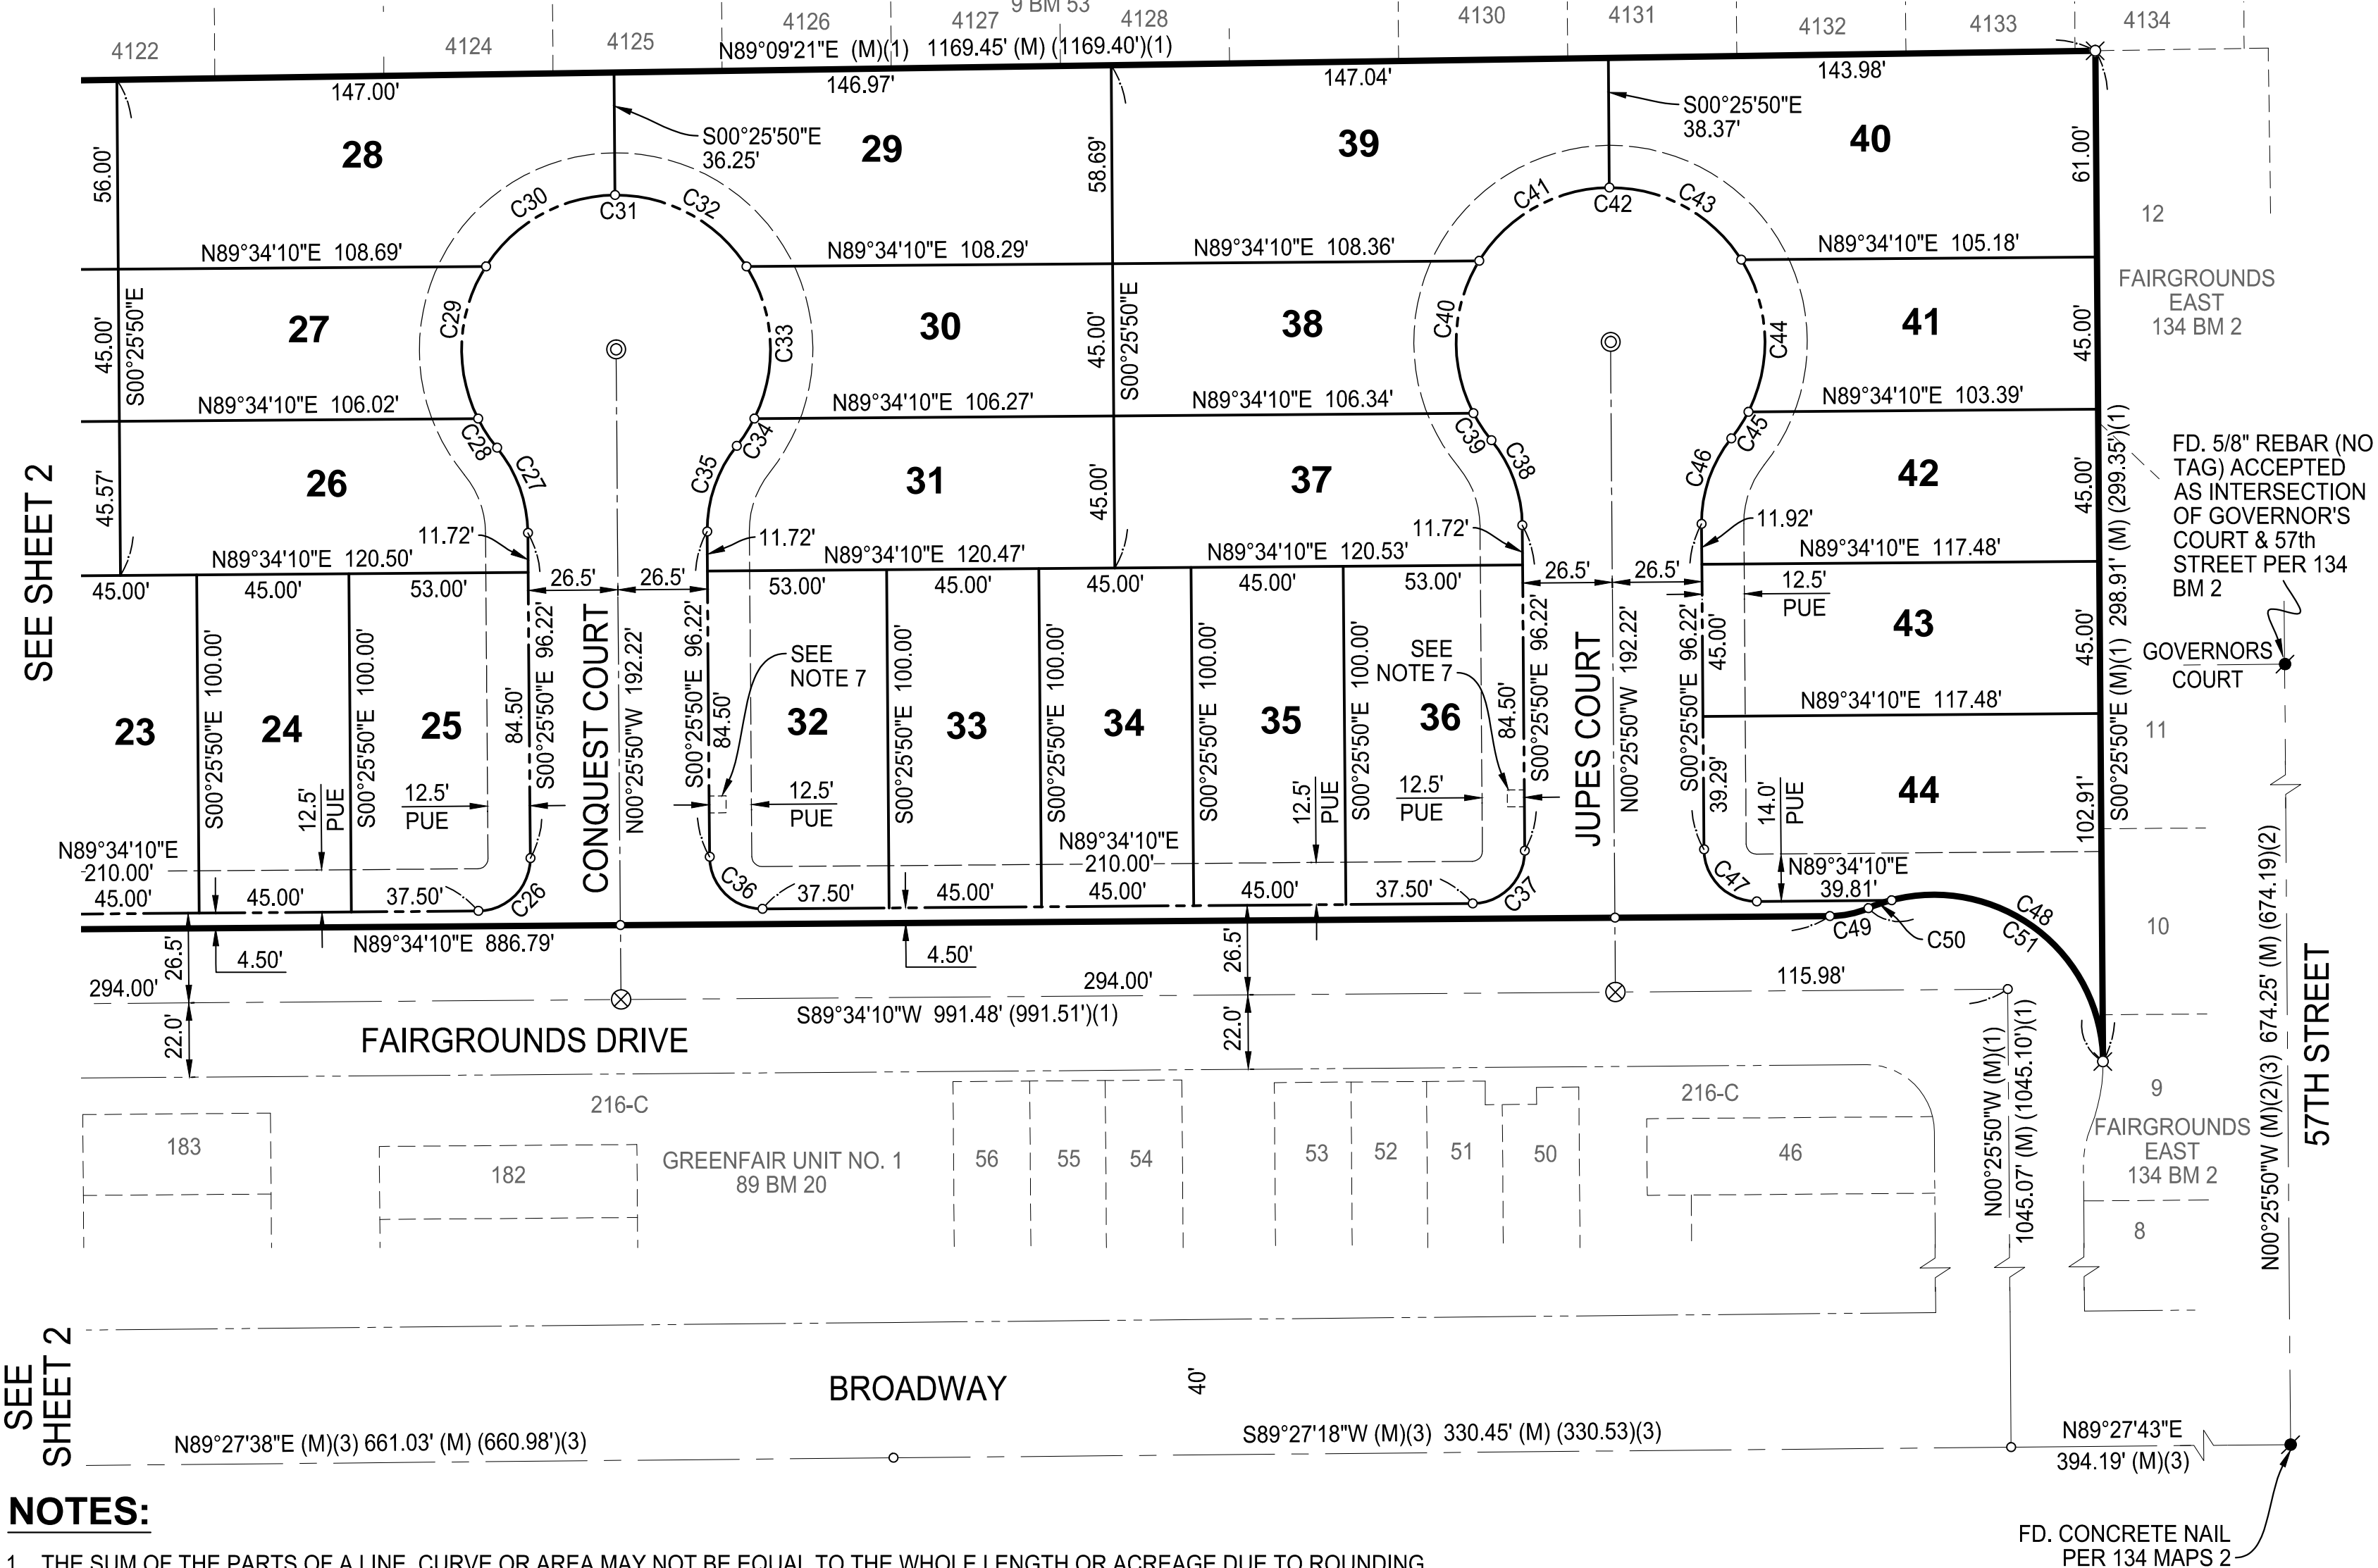 9 BM 53
4122
4124
4125
4126
4127
4128
4130
4131
4132
4133
4134
N89°09'21"E (M)(1) 1169.45' (M) (1169.40')(1)
147.00'
146.97'
147.04'
143.98'
S00°25'50"E
36.25'
S00°25'50"E
38.37'
56.00'
28
29
58.69'
39
40
61.00'
12
C30
C31
C32
C41
C42
C43
N89°34'10"E 108.69'
N89°34'10"E 108.29'
N89°34'10"E 108.36'
N89°34'10"E 105.18'
FAIRGROUNDS
EAST
134 BM 2
45.00'
S00°25'50"E
27
C29
C33
30
45.00'
S00°25'50"E
38
C40
C44
41
45.00'
N89°34'10"E 106.02'
N89°34'10"E 106.27'
N89°34'10"E 106.34'
N89°34'10"E 103.39'
SEE SHEET 2
45.57'
26
C28
C27
C35
C34
31
45.00'
37
C39
C38
C46
C45
42
45.00'
S00°25'50"E (M)(1) 298.91' (M) (299.35')(1)
FD. 5/8" REBAR (NO
TAG) ACCEPTED
AS INTERSECTION
OF GOVERNOR'S
COURT & 57th
STREET PER 134
BM 2
11.72'
11.72'
11.72'
11.92'
N89°34'10"E 120.50'
N89°34'10"E 120.47'
N89°34'10"E 120.53'
N89°34'10"E 117.48'
45.00'
45.00'
53.00'
26.5'
26.5'
53.00'
45.00'
45.00'
45.00'
53.00'
26.5'
26.5'
12.5'
PUE
43
45.00'
45.00'
GOVERNORS
COURT
N89°34'10"E 117.48'
23
S00°25'50"E 100.00'
24
S00°25'50"E 100.00'
25
84.50'
S00°25'50"E 96.22'
CONQUEST COURT
N00°25'50"W 192.22'
S00°25'50"E 96.22'
84.50'
SEE
NOTE 7
32
S00°25'50"E 100.00'
33
S00°25'50"E 100.00'
34
S00°25'50"E 100.00'
35
S00°25'50"E 100.00'
SEE
NOTE 7
36
84.50'
S00°25'50"E 96.22'
JUPES COURT
N00°25'50"W 192.22'
S00°25'50"E 96.22'
39.29'
44
102.91'
11
12.5'
PUE
12.5'
PUE
12.5'
PUE
12.5'
PUE
12.5'
PUE
14.0'
PUE
N89°34'10"E
210.00'
N89°34'10"E
210.00'
N89°34'10"E
39.81'
45.00'
45.00'
37.50'
C26
C36
37.50'
45.00'
45.00'
45.00'
37.50'
C37
C47
C49
C50
C48
C51
10
N89°34'10"E 886.79'
26.5'
4.50'
4.50'
26.5'
294.00'
294.00'
115.98'
S89°34'10"W 991.48' (991.51')(1)
22.0'
22.0'
FAIRGROUNDS DRIVE
N00°25'50"W (M)(1)
1045.07' (M) (1045.10')(1)
N00°25'50"W (M)(2)(3) 674.25' (M) (674.19)(2)
57TH STREET
9
FAIRGROUNDS
EAST
134 BM 2
8
216-C
216-C
183
182
GREENFAIR UNIT NO. 1
89 BM 20
56
55
54
53
52
51
50
46
SEE
SHEET 2
BROADWAY
40'
N89°27'38"E (M)(3) 661.03' (M) (660.98')(3)
S89°27'18"W (M)(3) 330.45' (M) (330.53)(3)
N89°27'43"E
394.19' (M)(3)
FD. CONCRETE NAIL
PER 134 MAPS 2
NOTES:
1. THE SUM OF THE PARTS OF A LINE, CURVE OR AREA MAY NOT BE EQUAL TO THE WHOLE LENGTH OR ACREAGE DUE TO ROUNDING.